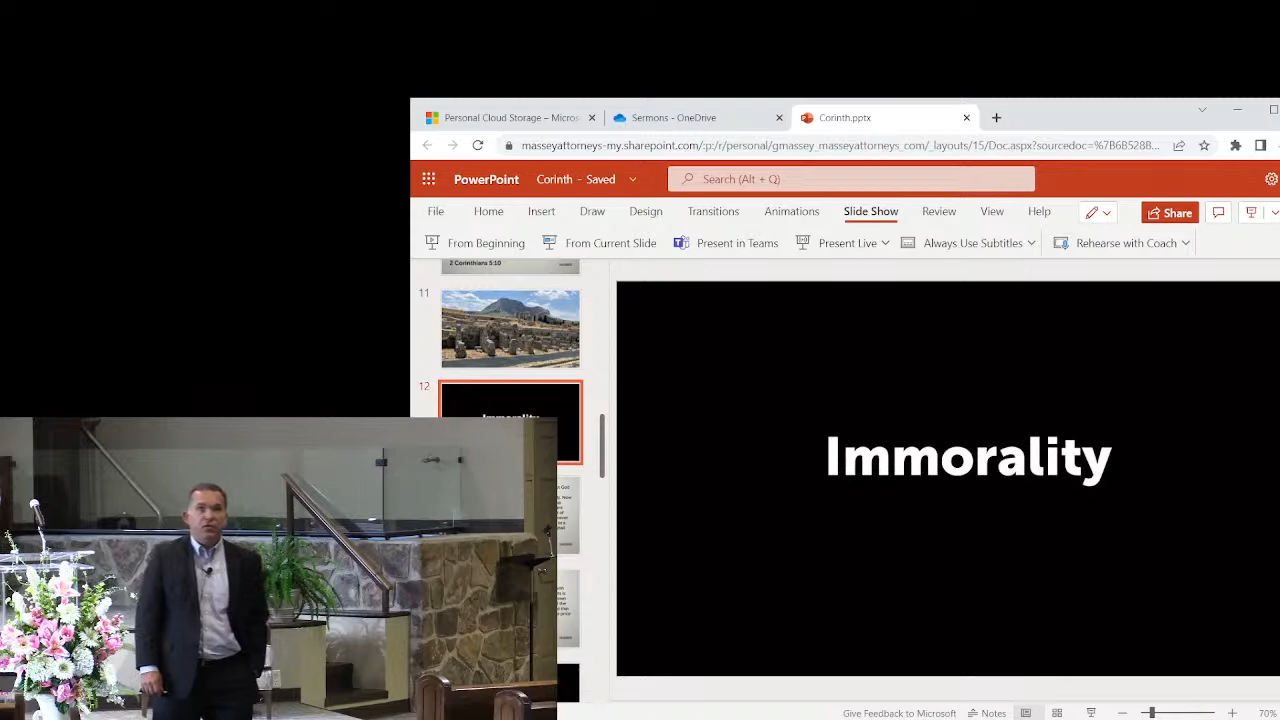 Personal Cloud Storage – Micros
Sermons - OneDrive
Corinth.pptx
masseyattorneys-my.sharepoint.com/:p:/r/personal/gmassey_masseyattorneys_com/_layouts/15/Doc.aspx?sourcedoc=%7B6B528B...
PowerPoint
Corinth - Saved
Search (Alt + Q)
File Home Insert Draw Design Transitions Animations Slide Show Review View Help
Share
From Beginning From Current Slide Present in Teams Present Live Always Use Subtitles Rehearse with Coach
2 Corinthians 5:10
11
12
Immorality
Give Feedback to Microsoft Notes 70%